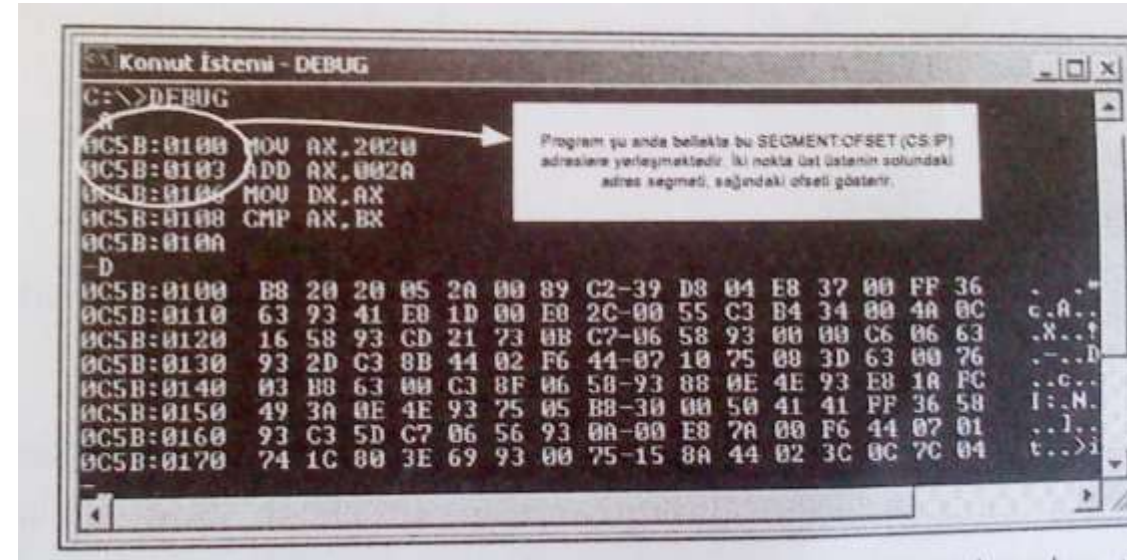 Komut İstemi - DEBUG
C:\>DEBUG
-A
0C5B:0100 MOV AX,2020
0C5B:0103 ADD AX,002A
0C5B:0106 MOV DX,AX
0C5B:0108 CMP AX,BX
0C5B:010A
Program şu anda bellekte bu SEGMENT:OFSET (CS:IP)
adreslere yerleşmektedir. İki nokta üst üstenin solundaki
adres segmeti, sağındaki ofseti gösterir.
-D
0C5B:0100 B8 20 20 05 2A 00 89 C2-39 D8 04 E8 37 00 FF 36
0C5B:0110 63 93 41 E8 1D 00 E8 2C-00 55 C3 B4 34 00 4A 0C c.A..
0C5B:0120 16 58 93 CD 21 73 0B C7-06 58 93 00 00 C6 06 63 .X..!
0C5B:0130 93 2D C3 8B 44 02 F6 44-07 10 75 08 3D 63 00 76 .-..D
0C5B:0140 03 B8 63 00 C3 8F 06 58-93 88 0E 4E 93 E8 1A FC ..c..
0C5B:0150 49 3A 0E 4E 93 75 05 B8-30 00 50 41 41 FF 36 58 I:.N.
0C5B:0160 93 C3 5D C7 06 56 93 0A-00 E8 7A 00 F6 44 07 01 ..]..
0C5B:0170 74 1C 80 3E 69 93 00 75-15 8A 44 02 3C 0C 7C 04 t..>i